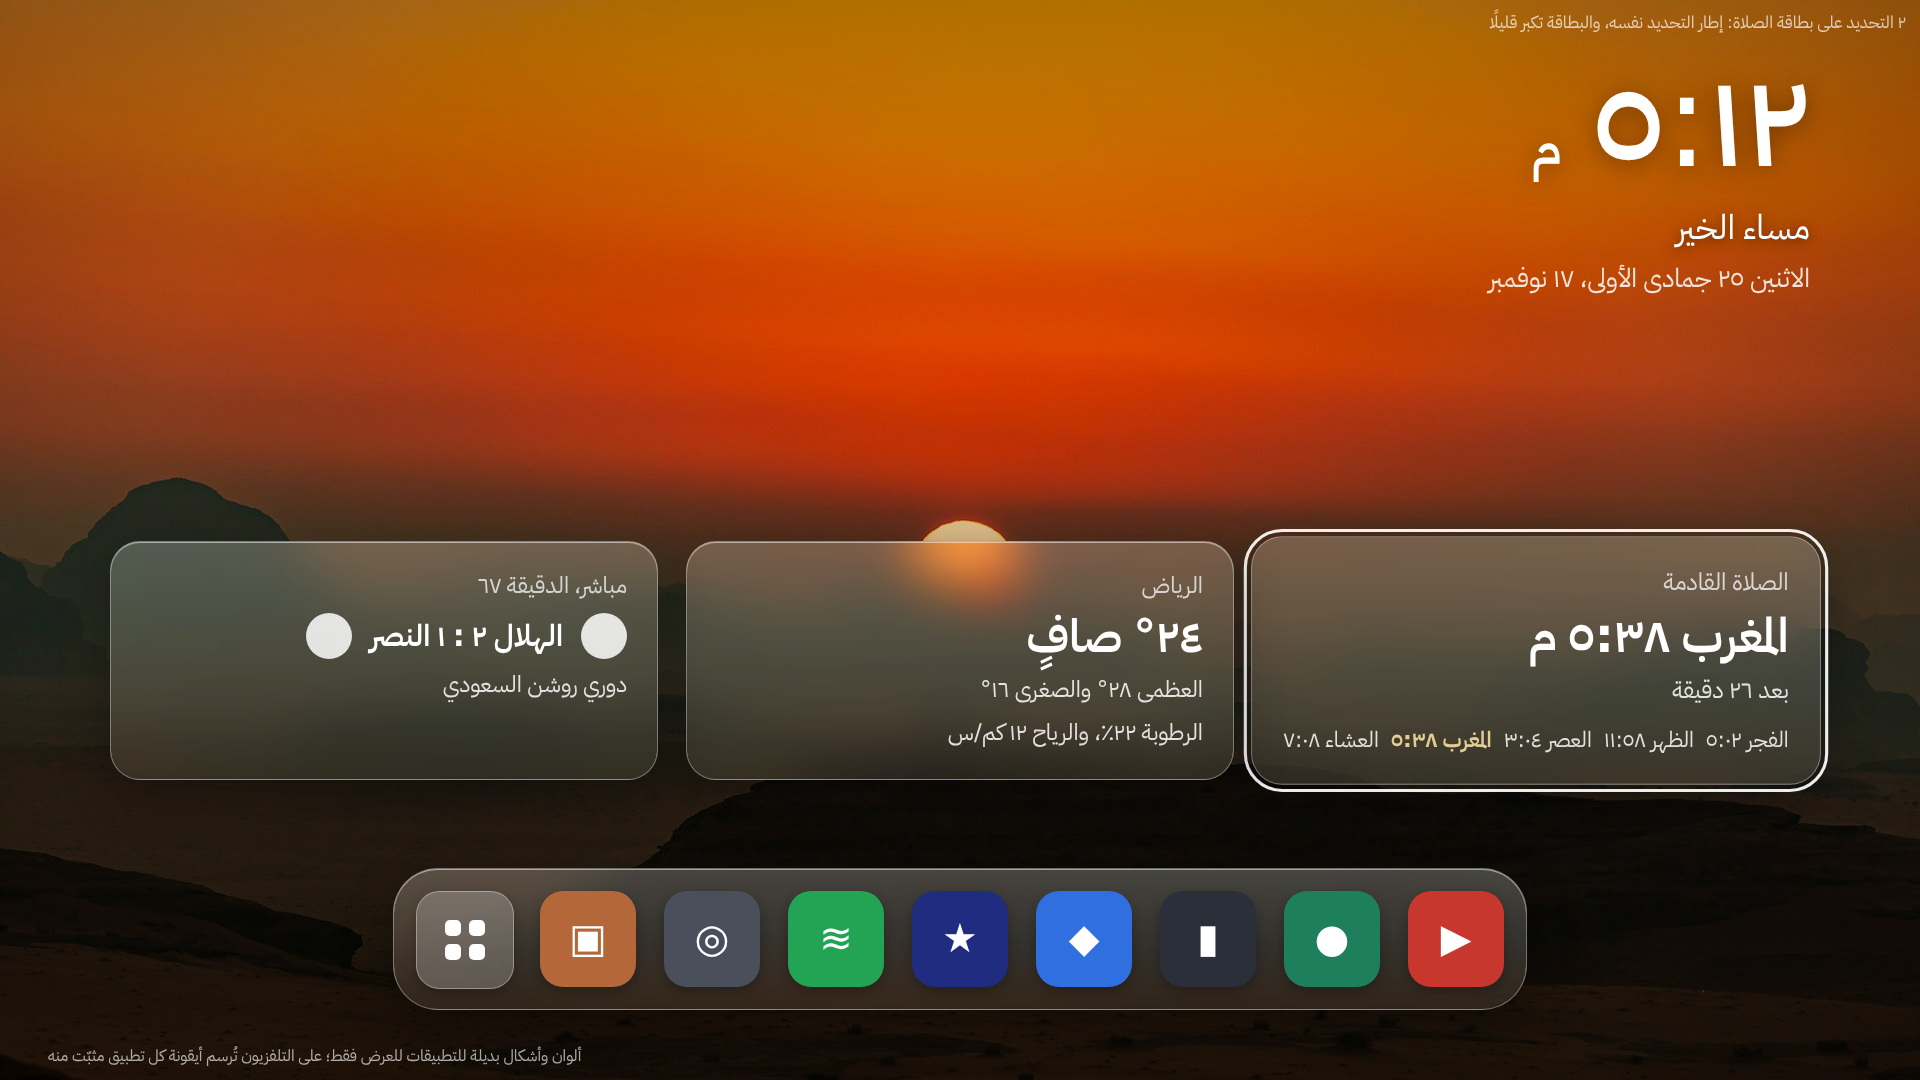 ٢ التحديد على بطاقة الصلاة: إطار التحديد نفسه، والبطاقة تكبر قليلًا
٥:١٢ م
مساء الخير
الاثنين ٢٥ جمادى الأولى، ١٧ نوفمبر
الصلاة القادمة
المغرب ٥:٣٨ م
بعد ٢٦ دقيقة
الفجر ٥:٠٢ الظهر ١١:٥٨ العصر ٣:٠٤ المغرب ٥:٣٨ العشاء ٧:٠٨
الرياض
٢٤° صافٍ
العظمى ٢٨° والصغرى ١٦°
الرطوبة ٢٢٪، والرياح ١٢ كم/س
مباشر، الدقيقة ٦٧
الهلال ٢ : ١ النصر
دوري روشن السعودي
ألوان وأشكال بديلة للتطبيقات للعرض فقط؛ على التلفزيون تُرسم أيقونة كل تطبيق مثبّت منه